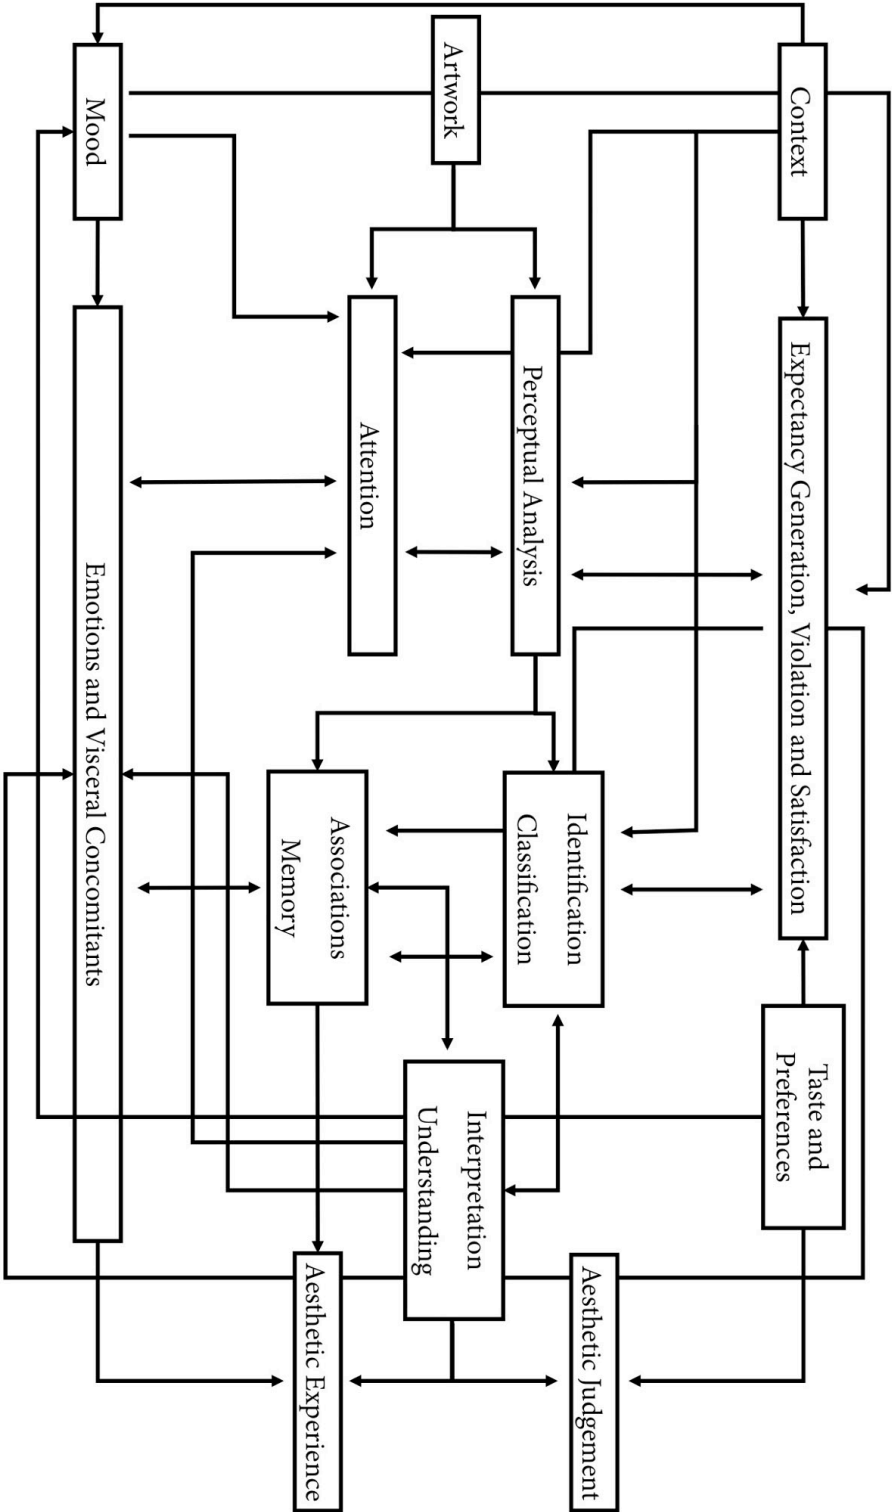 Context
Expectancy Generation, Violation and Satisfaction
Taste and
Preferences
Artwork
Perceptual Analysis
Identification
Classification
Aesthetic Judgement
Attention
Associations
Memory
Interpretation
Understanding
Aesthetic Experience
Mood
Emotions and Visceral Concomitants